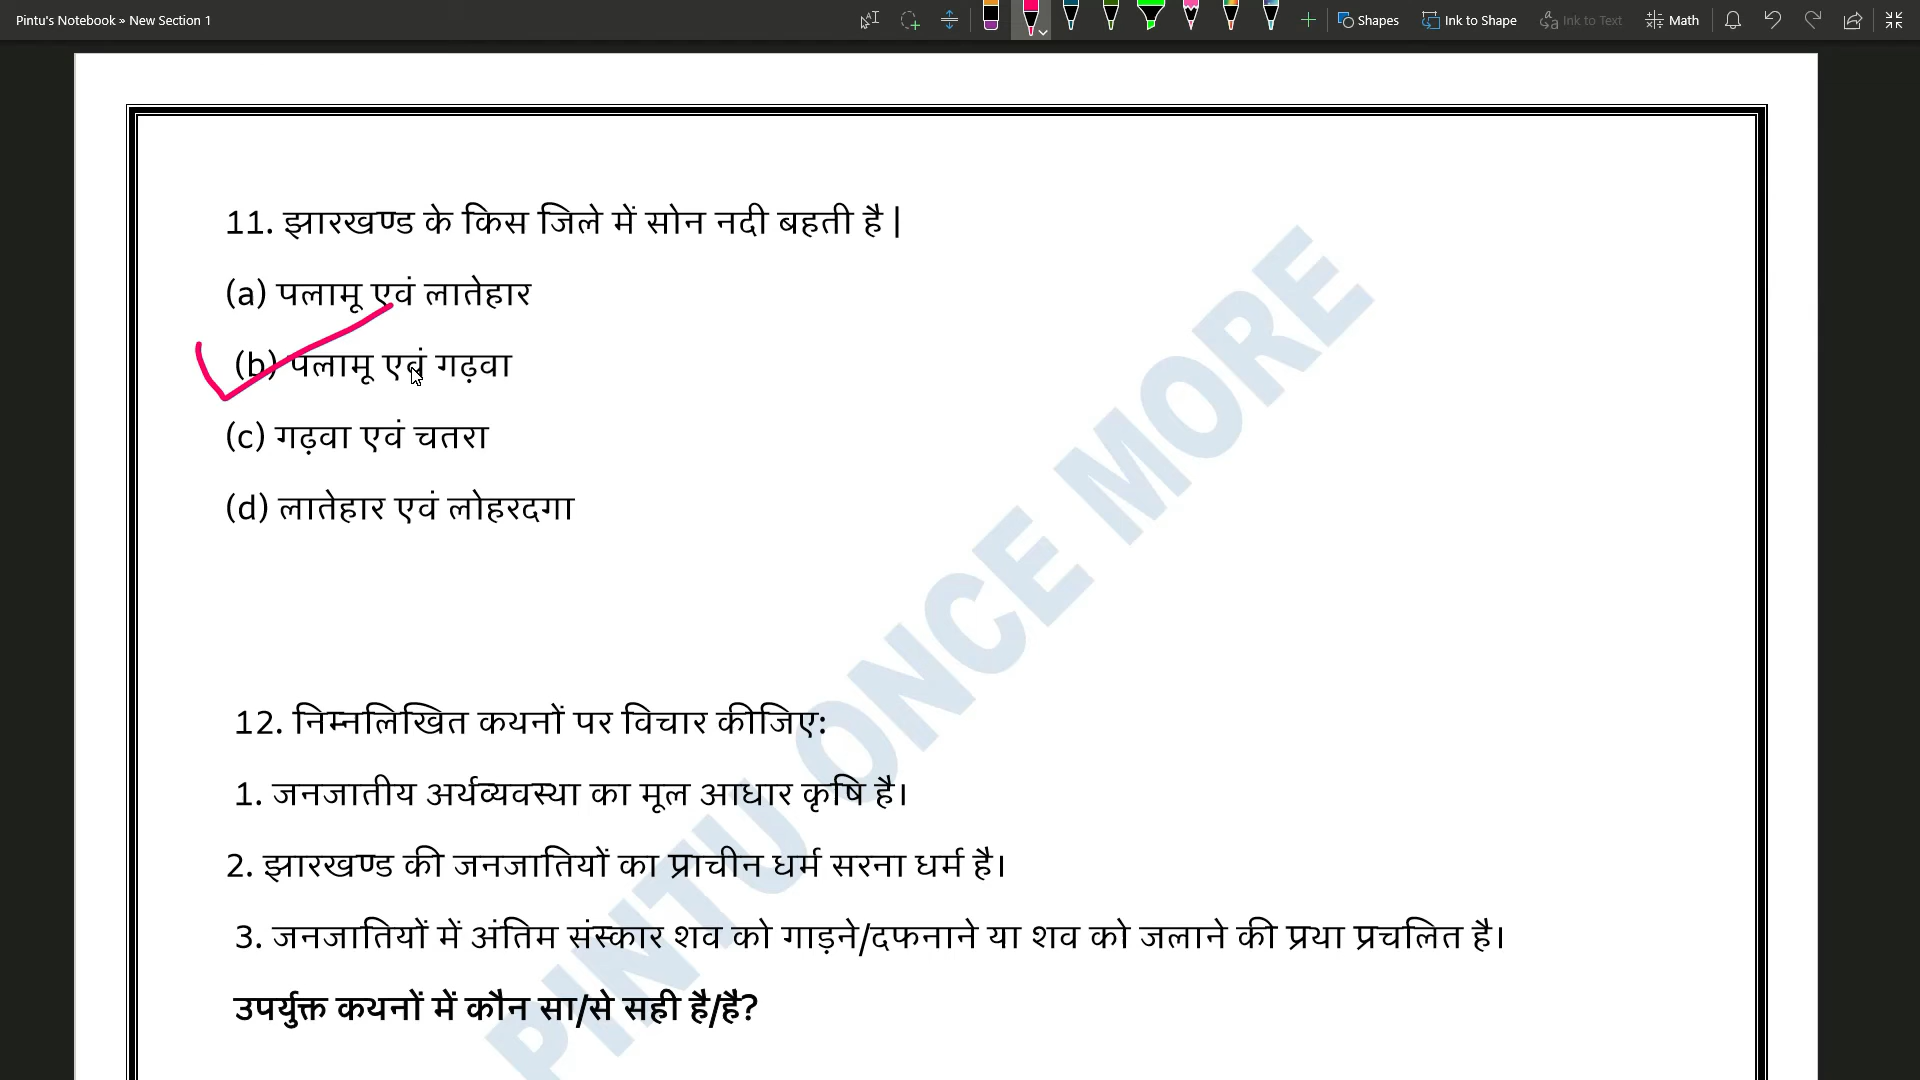 Pintu's Notebook » New Section 1
Shapes
Ink to Shape
Ink to Text
Math
11. झारखण्ड के किस जिले में सोन नदी बहती है |
(a) पलामू एवं लातेहार
(b) पलामू एवं गढ़वा
(c) गढ़वा एवं चतरा
(d) लातेहार एवं लोहरदगा
12. निम्नलिखित कथनों पर विचार कीजिए:
1. जनजातीय अर्थव्यवस्था का मूल आधार कृषि है।
2. झारखण्ड की जनजातियों का प्राचीन धर्म सरना धर्म है।
3. जनजातियों में अंतिम संस्कार शव को गाड़ने/दफनाने या शव को जलाने की प्रथा प्रचलित है।
उपर्युक्त कथनों में कौन सा/से सही है/है?
PINTU ONCE MORE